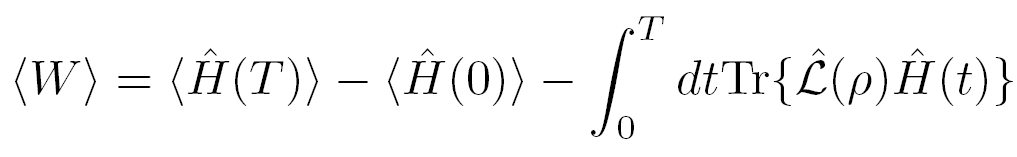 ⟨W⟩ = ⟨Ĥ(T)⟩ − ⟨Ĥ(0)⟩ − ∫₀ᵀ dtTr{ℒ̂(ρ)Ĥ(t)}